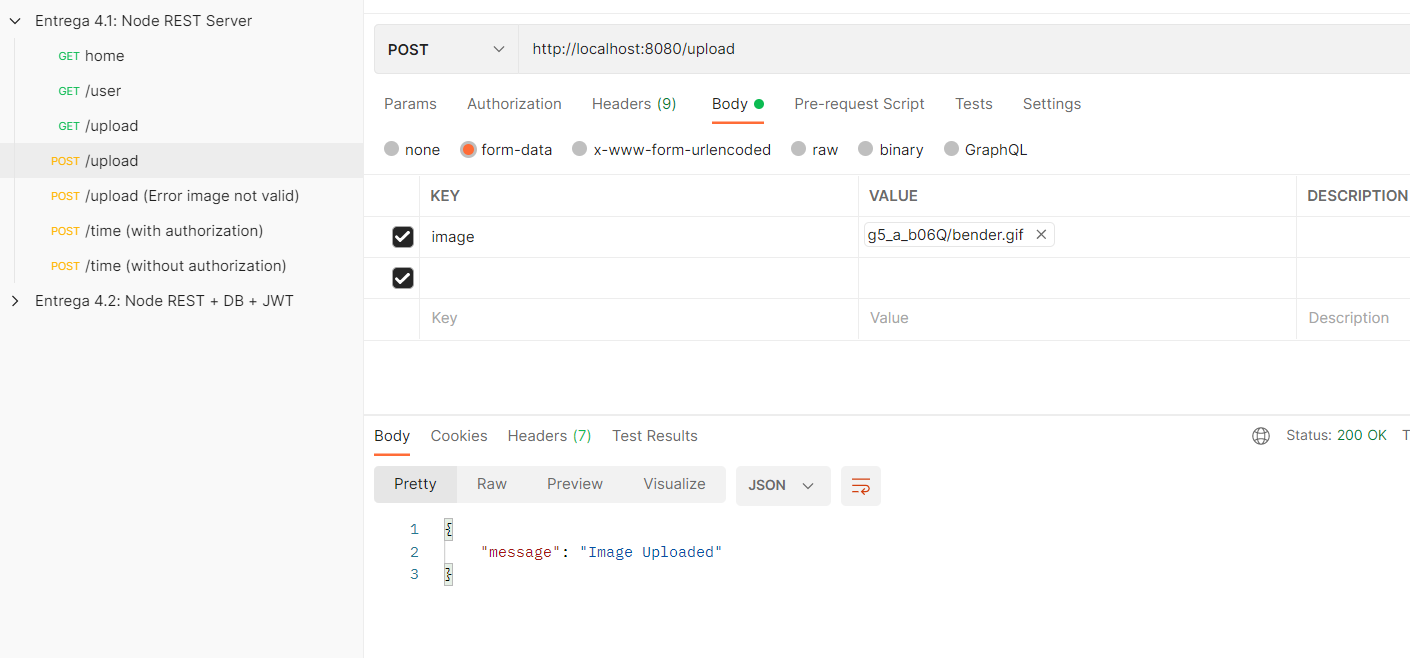 Entrega 4.1: Node REST Server
GET home
GET /user
GET /upload
POST /upload
POST /upload (Error image not valid)
POST /time (with authorization)
POST /time (without authorization)
Entrega 4.2: Node REST + DB + JWT
POST http://localhost:8080/upload
Params Authorization Headers (9) Body Pre-request Script Tests Settings
none form-data x-www-form-urlencoded raw binary GraphQL
KEY VALUE DESCRIPTION
image g5_a_b06Q/bender.gif
Key Value Description
Body Cookies Headers (7) Test Results Status: 200 OK T
Pretty Raw Preview Visualize JSON
1 {
2 "message": "Image Uploaded"
3 }